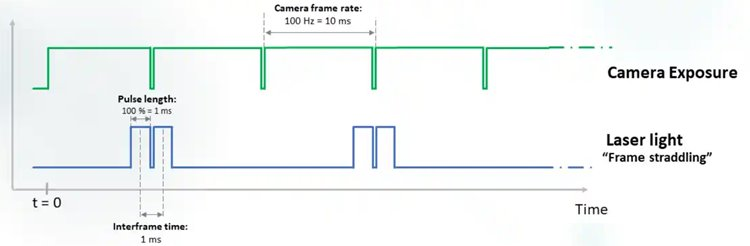 Camera frame rate:
100 Hz = 10 ms
Camera Exposure
Pulse length:
100 % = 1 ms
Laser light
“Frame straddling”
t = 0
Time
Interframe time:
1 ms